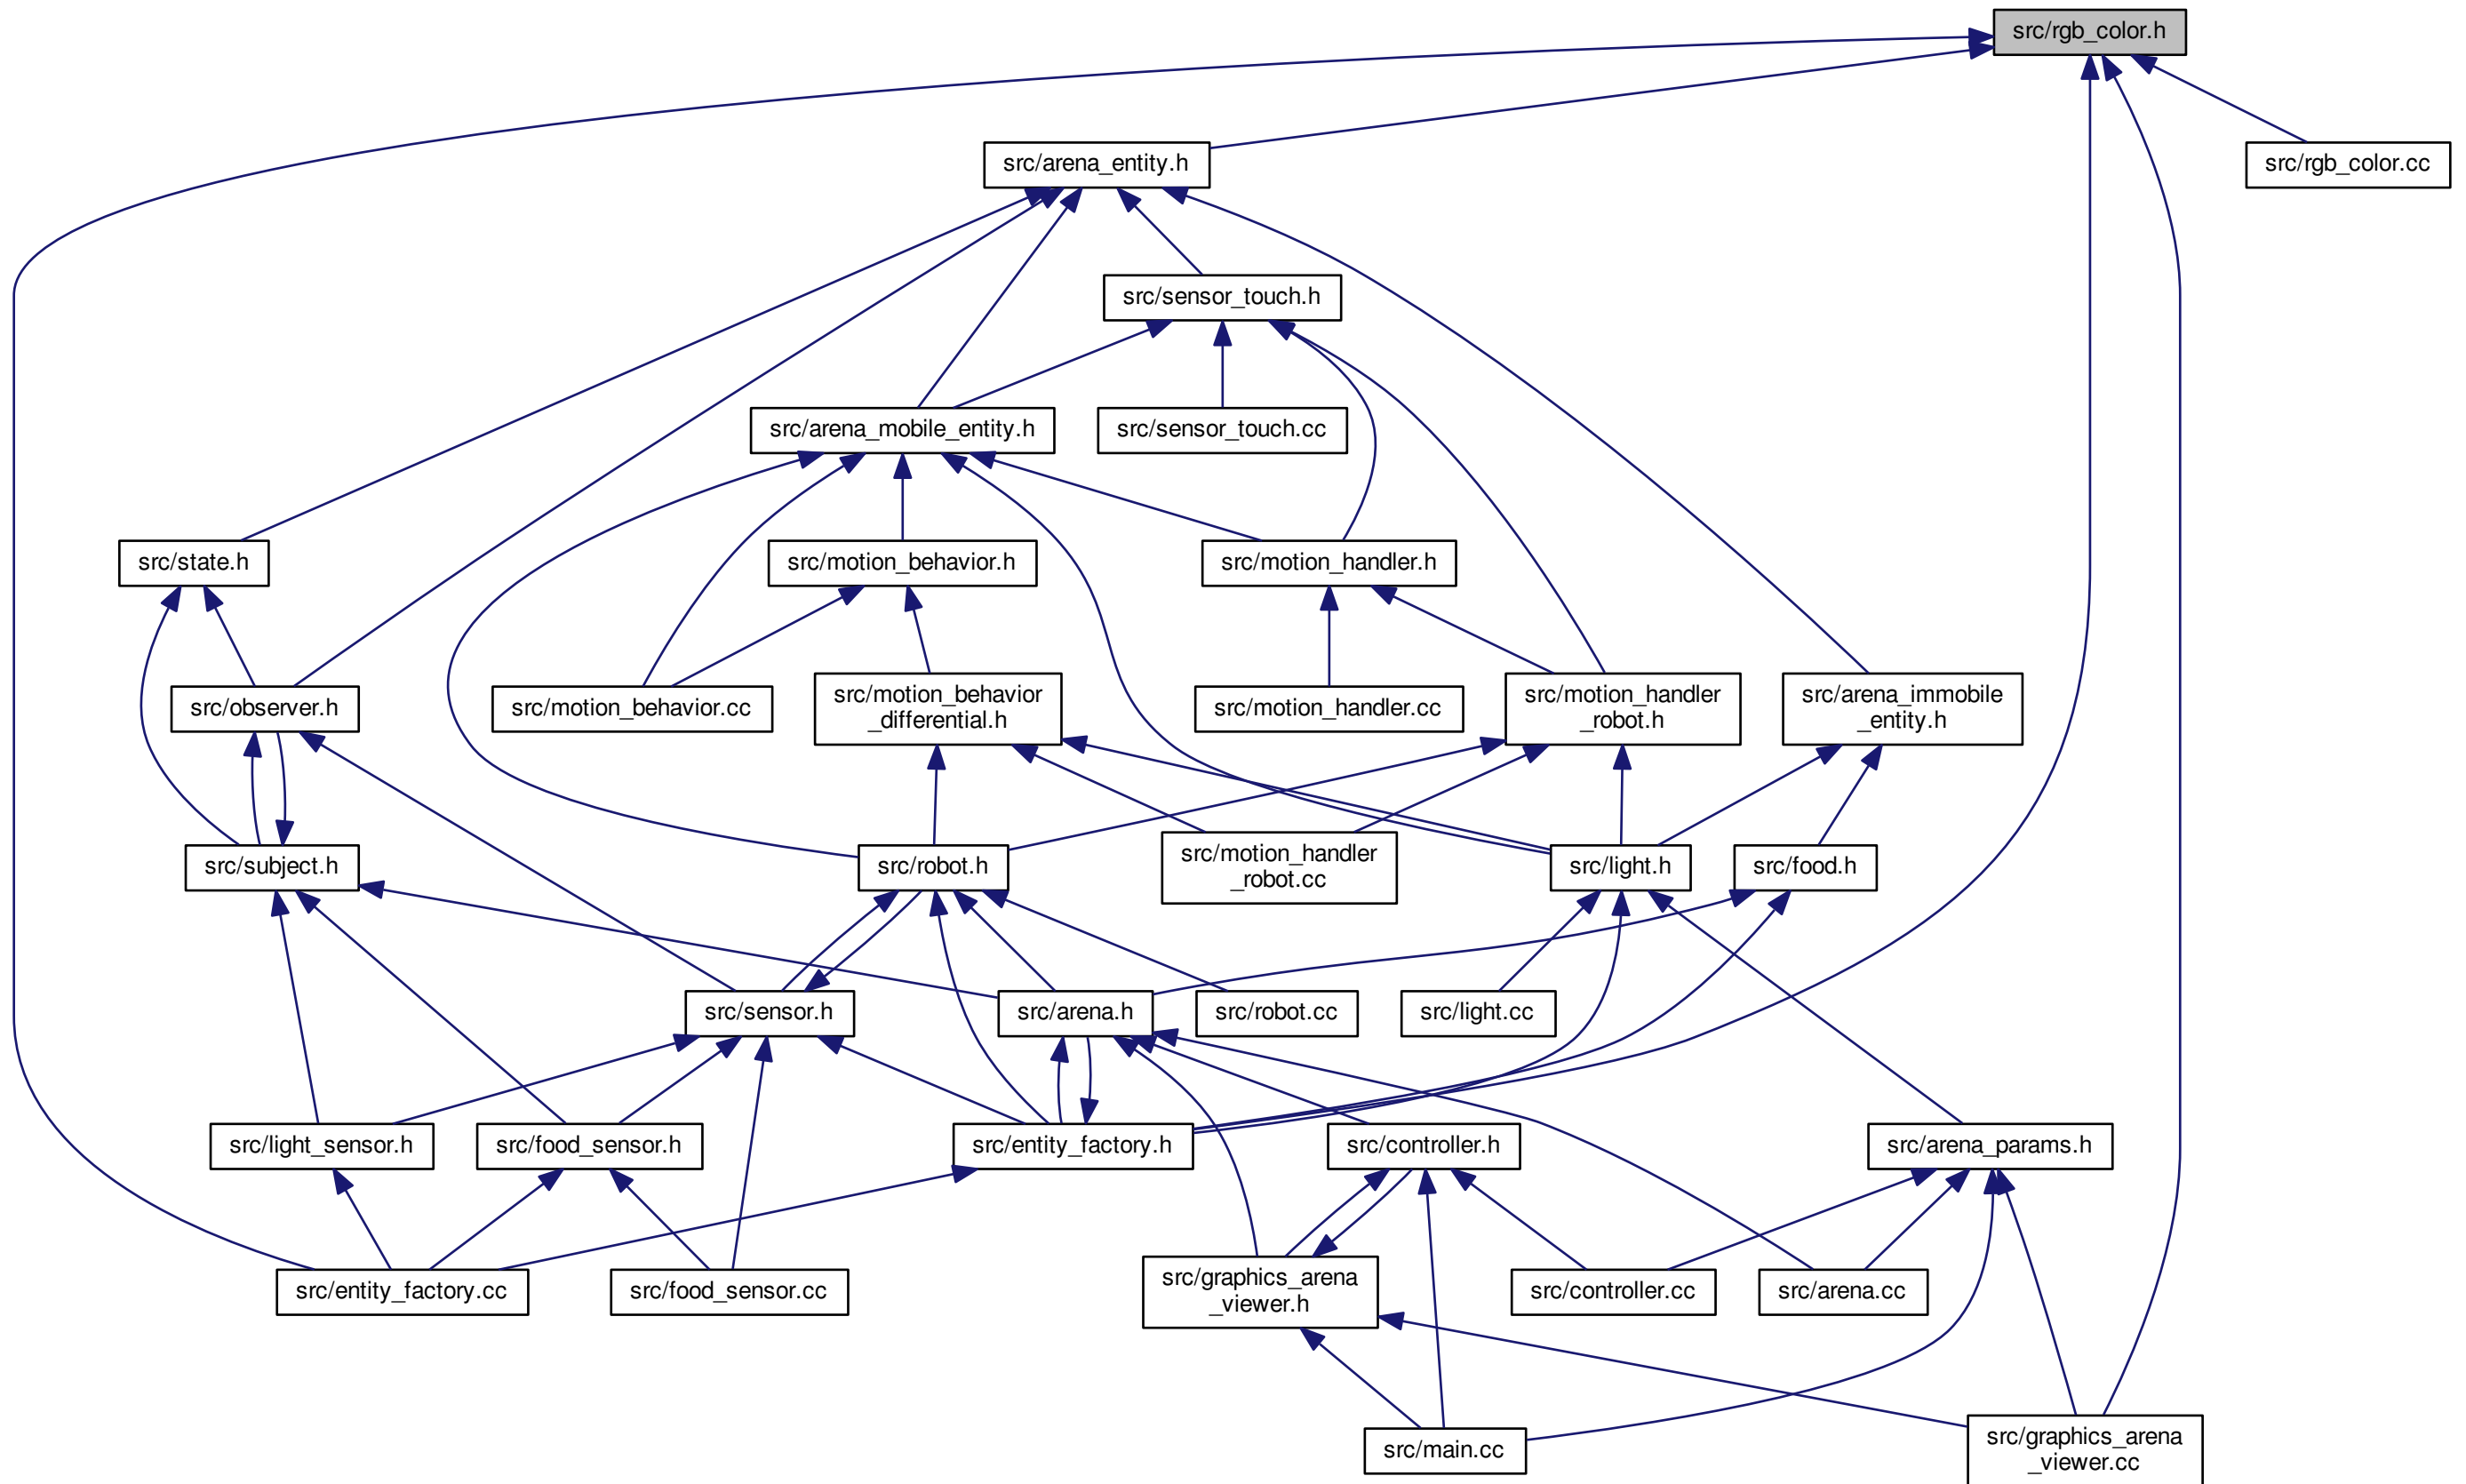 src/rgb_color.h
src/arena_entity.h
src/rgb_color.cc
src/sensor_touch.h
src/arena_mobile_entity.h
src/sensor_touch.cc
src/state.h
src/motion_behavior.h
src/motion_handler.h
src/observer.h
src/motion_behavior.cc
src/motion_behavior
_differential.h
src/motion_handler.cc
src/motion_handler
_robot.h
src/arena_immobile
_entity.h
src/subject.h
src/robot.h
src/motion_handler
_robot.cc
src/light.h
src/food.h
src/sensor.h
src/arena.h
src/robot.cc
src/light.cc
src/light_sensor.h
src/food_sensor.h
src/entity_factory.h
src/controller.h
src/arena_params.h
src/entity_factory.cc
src/food_sensor.cc
src/graphics_arena
_viewer.h
src/controller.cc
src/arena.cc
src/main.cc
src/graphics_arena
_viewer.cc